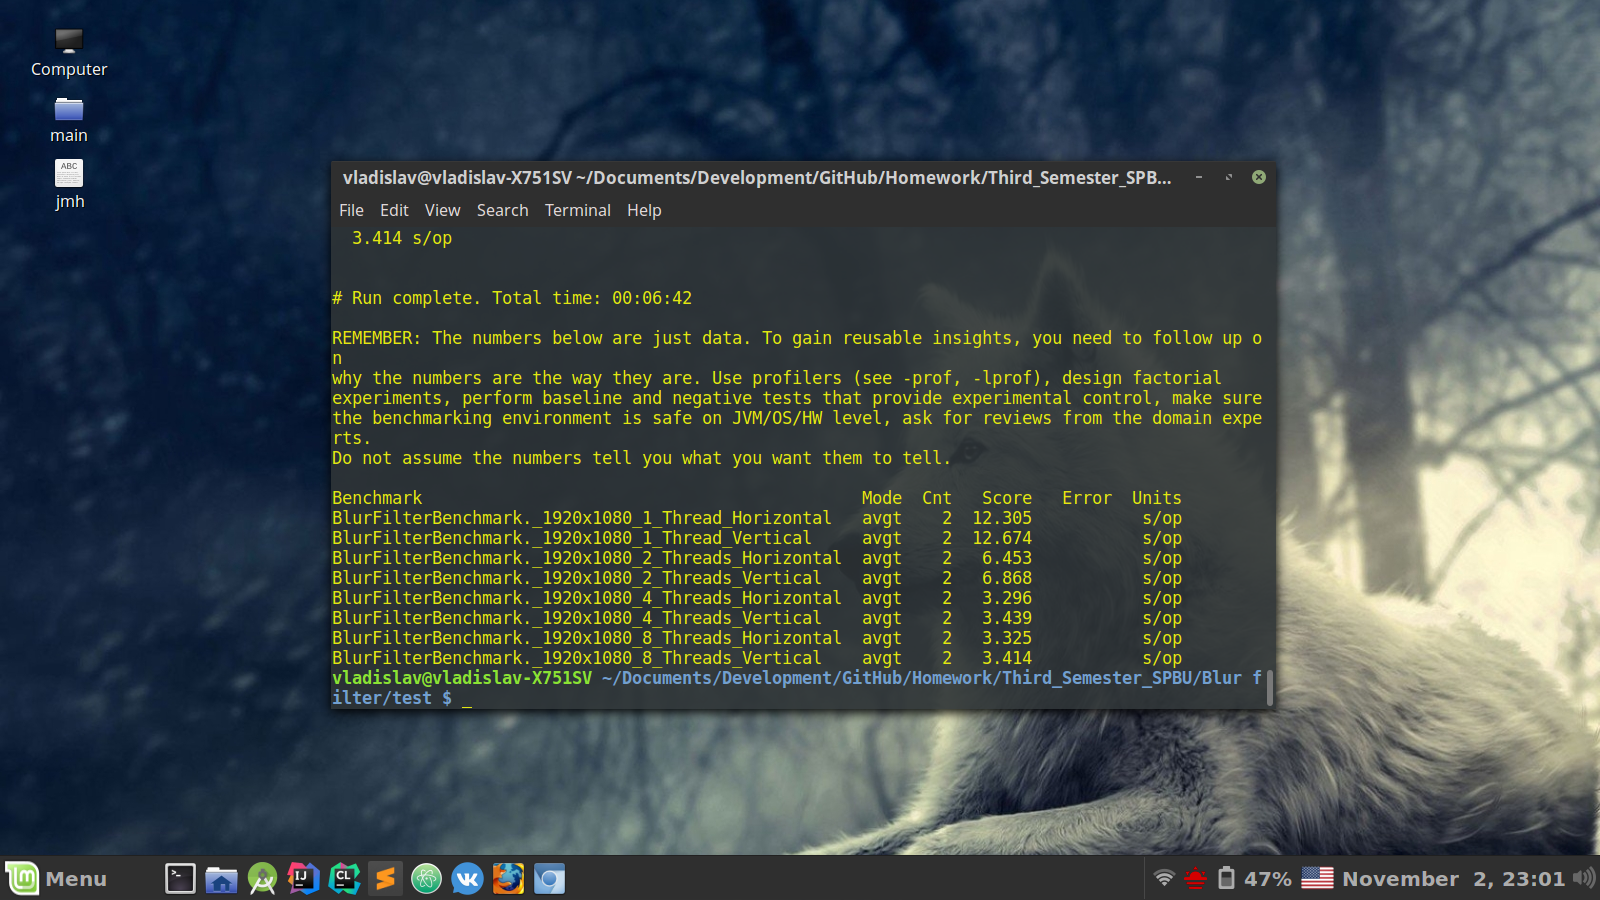 Computer
main
ABC
jmh
vladislav@vladislav-X751SV ~/Documents/Development/GitHub/Homework/Third_Semester_SPB...
File Edit View Search Terminal Help
3.414 s/op
# Run complete. Total time: 00:06:42
REMEMBER: The numbers below are just data. To gain reusable insights, you need to follow up o
n
why the numbers are the way they are. Use profilers (see -prof, -lprof), design factorial
experiments, perform baseline and negative tests that provide experimental control, make sure
the benchmarking environment is safe on JVM/OS/HW level, ask for reviews from the domain expe
rts.
Do not assume the numbers tell you what you want them to tell.
Benchmark Mode Cnt Score Error Units
BlurFilterBenchmark._1920x1080_1_Thread_Horizontal avgt 2 12.305 s/op
BlurFilterBenchmark._1920x1080_1_Thread_Vertical avgt 2 12.674 s/op
BlurFilterBenchmark._1920x1080_2_Threads_Horizontal avgt 2 6.453 s/op
BlurFilterBenchmark._1920x1080_2_Threads_Vertical avgt 2 6.868 s/op
BlurFilterBenchmark._1920x1080_4_Threads_Horizontal avgt 2 3.296 s/op
BlurFilterBenchmark._1920x1080_4_Threads_Vertical avgt 2 3.439 s/op
BlurFilterBenchmark._1920x1080_8_Threads_Horizontal avgt 2 3.325 s/op
BlurFilterBenchmark._1920x1080_8_Threads_Vertical avgt 2 3.414 s/op
vladislav@vladislav-X751SV ~/Documents/Development/GitHub/Homework/Third_Semester_SPBU/Blur f
ilter/test $ _
Menu
IJ
CL
47%
November 2, 23:01